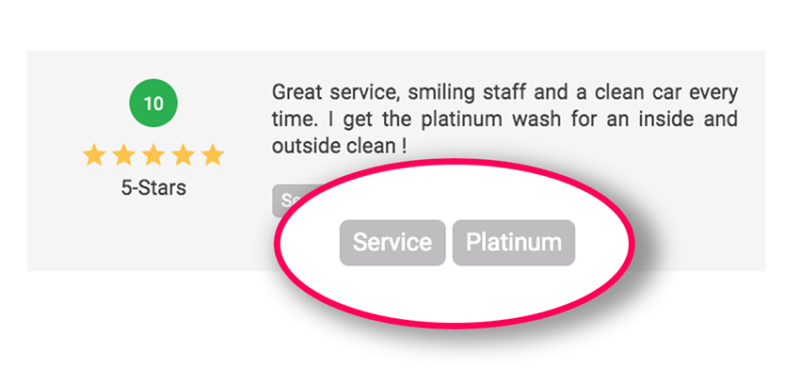 10
5-Stars
Great service, smiling staff and a clean car every
time. I get the platinum wash for an inside and
outside clean !
Service Platinum